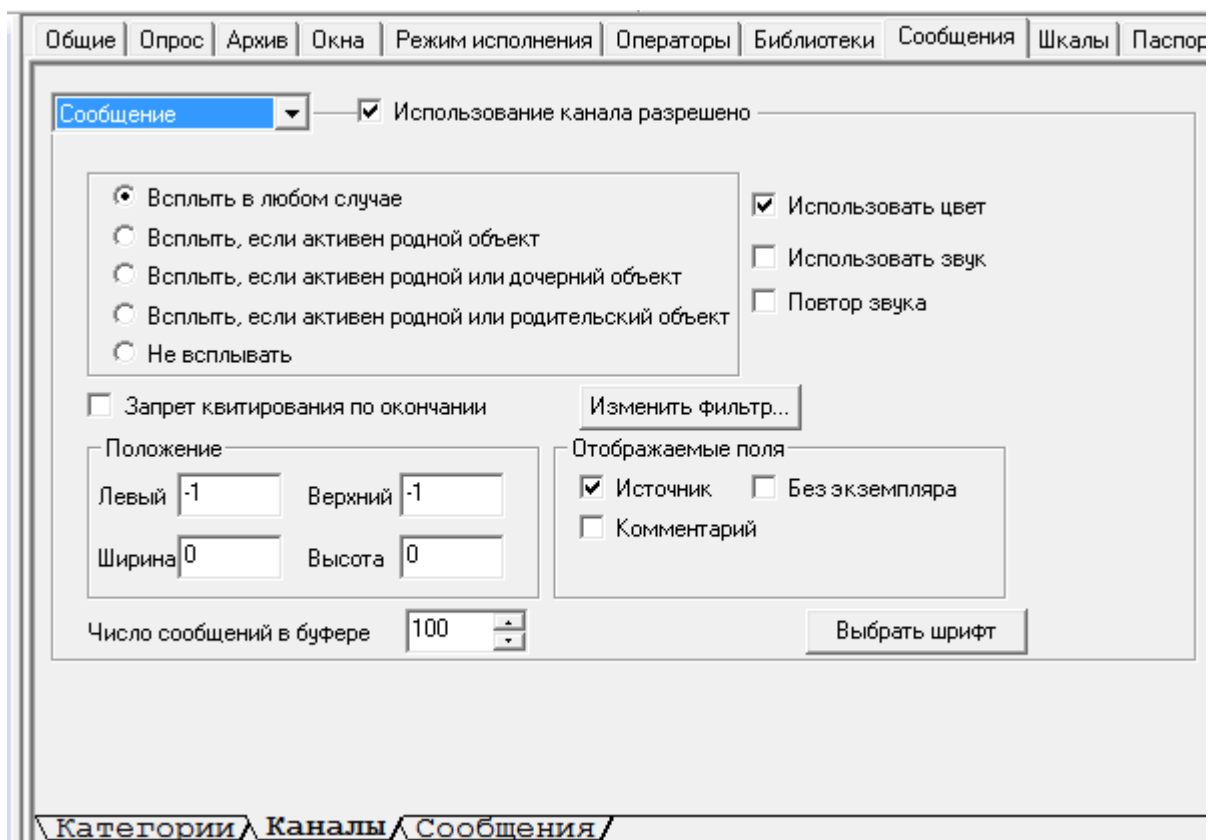 Общие Опрос Архив Окна Режим исполнения Операторы Библиотеки Сообщения Шкалы Паспор
Сообщение Использование канала разрешено
Всплыть в любом случае
Использовать цвет
Всплыть, если активен родной объект
Использовать звук
Всплыть, если активен родной или дочерний объект
Повтор звука
Всплыть, если активен родной или родительский объект
Не всплывать
Запрет квитирования по окончании Изменить фильтр...
Положение Отображаемые поля
Левый -1 Верхний -1 Источник Без экземпляра
Комментарий
Ширина 0 Высота 0
Число сообщений в буфере 100 Выбрать шрифт
Категории Каналы Сообщения